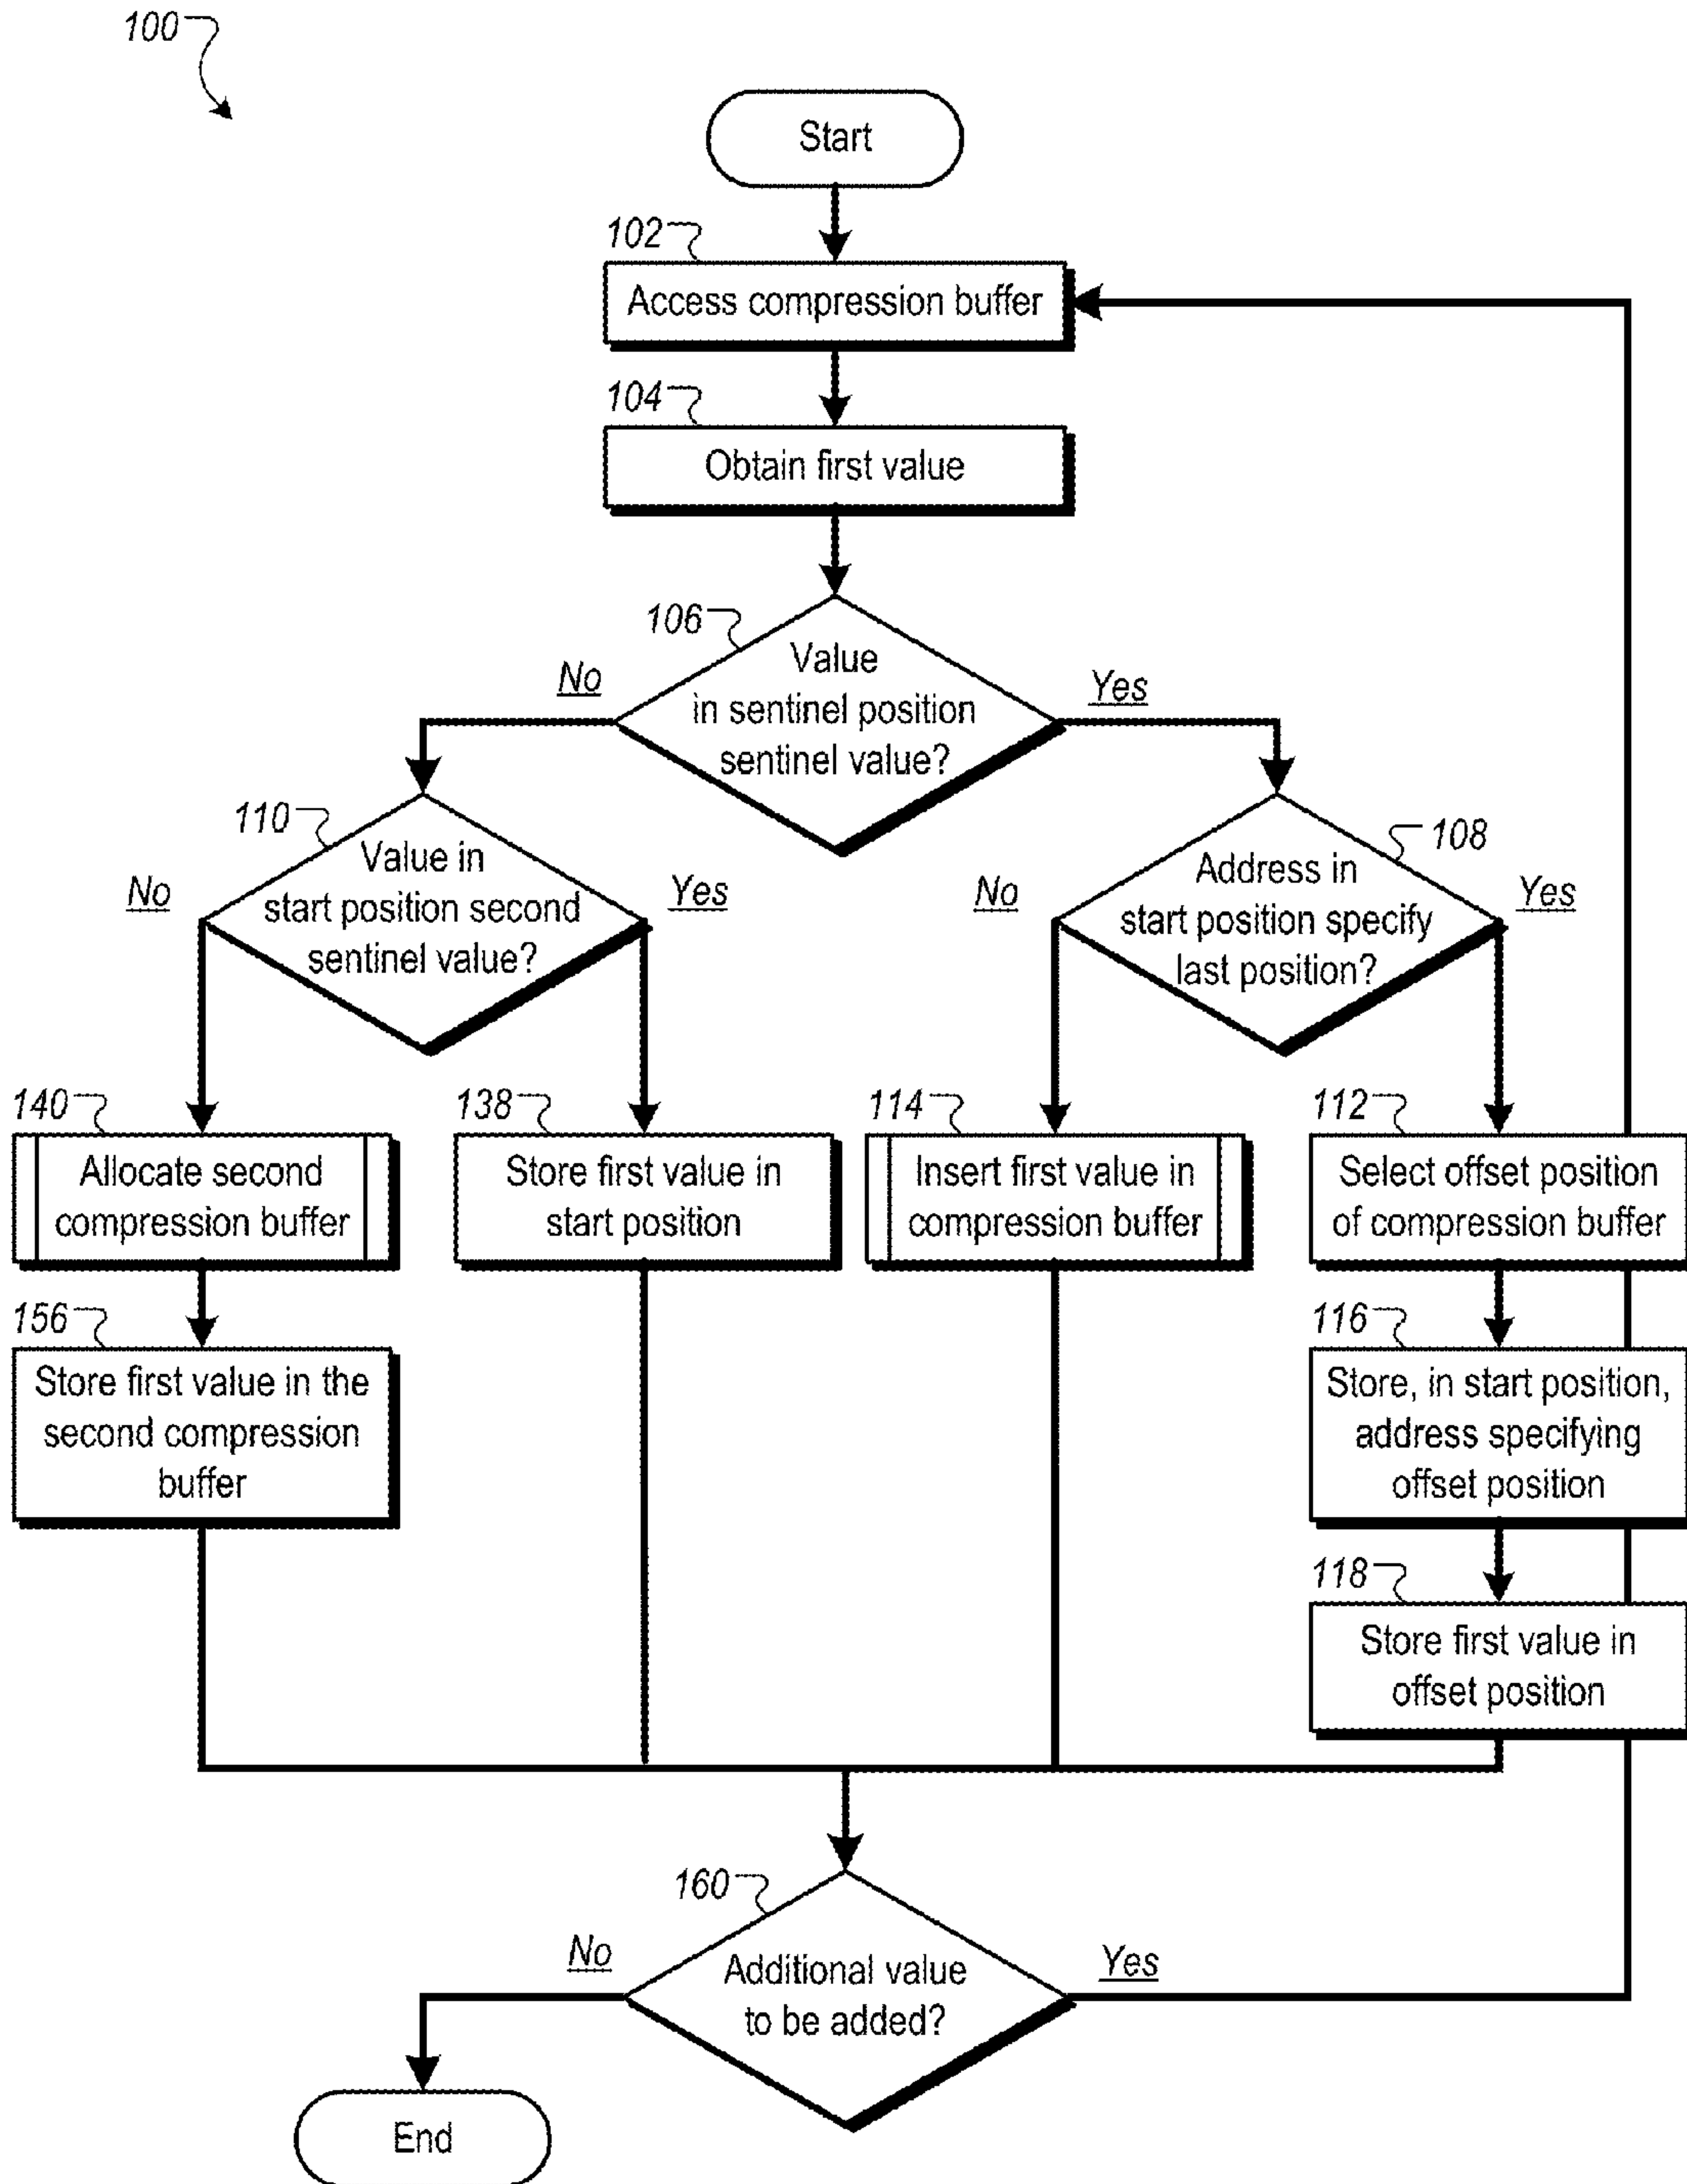 100
Start
102
Access compression buffer
104
Obtain first value
106
Value
in sentinel position
sentinel value?
No
Yes
110
Value in
start position second
sentinel value?
No
Yes
108
Address in
start position specify
last position?
No
Yes
140
Allocate second
compression buffer
138
Store first value in
start position
114
Insert first value in
compression buffer
112
Select offset position
of compression buffer
156
Store first value in the
second compression
buffer
116
Store, in start position,
address specifying
offset position
118
Store first value in
offset position
160
Additional value
to be added?
No
Yes
End